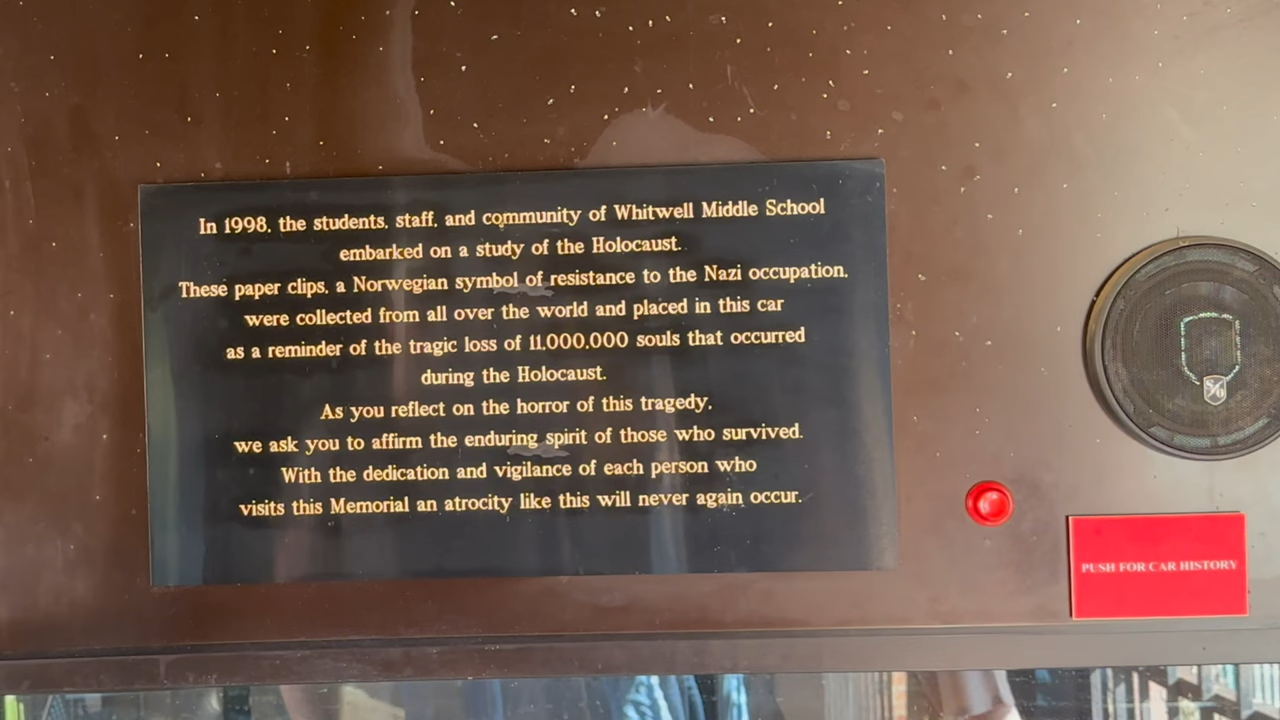 In 1998, the students, staff, and community of Whitwell Middle School
embarked on a study of the Holocaust.
These paper clips, a Norwegian symbol of resistance to the Nazi occupation,
were collected from all over the world and placed in this car
as a reminder of the tragic loss of 11,000,000 souls that occurred
during the Holocaust.
As you reflect on the horror of this tragedy,
we ask you to affirm the enduring spirit of those who survived.
With the dedication and vigilance of each person who
visits this Memorial an atrocity like this will never again occur.
PUSH FOR CAR HISTORY